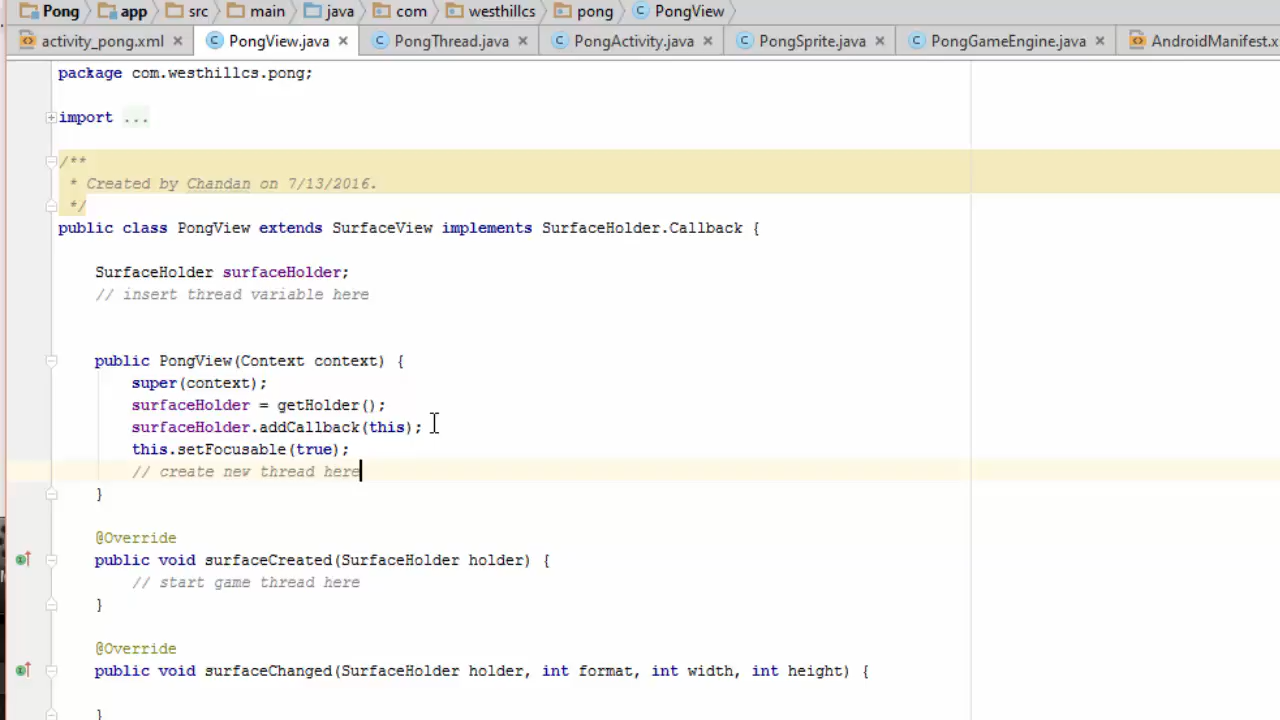 Pong app src main java com westhillcs pong PongView
activity_pong.xml PongView.java PongThread.java PongActivity.java PongSprite.java PongGameEngine.java AndroidManifest.x
package com.westhillcs.pong;
import ...
/**
* Created by Chandan on 7/13/2016.
*/
public class PongView extends SurfaceView implements SurfaceHolder.Callback {
SurfaceHolder surfaceHolder;
// insert thread variable here
public PongView(Context context) {
super(context);
surfaceHolder = getHolder();
surfaceHolder.addCallback(this);
this.setFocusable(true);
// create new thread here
}
@Override
public void surfaceCreated(SurfaceHolder holder) {
// start game thread here
}
@Override
public void surfaceChanged(SurfaceHolder holder, int format, int width, int height) {
}